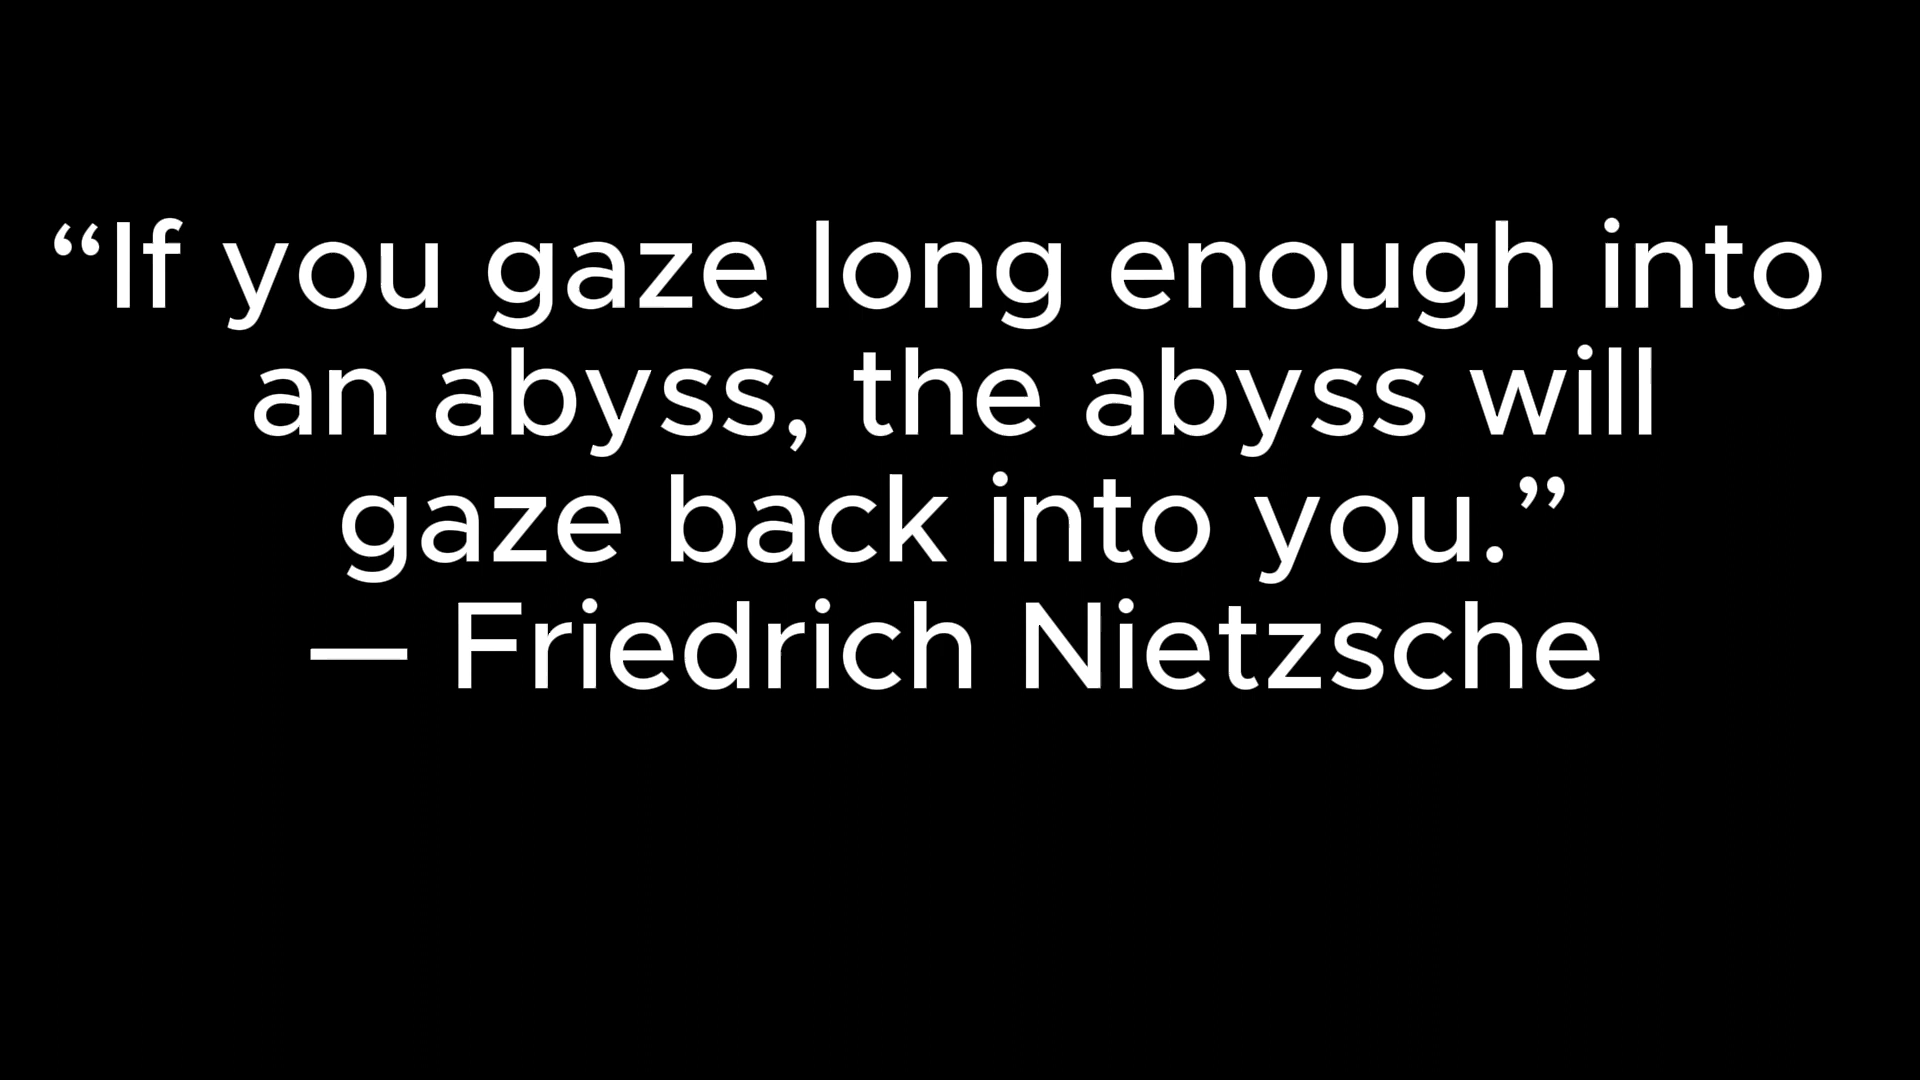 “If you gaze long enough into
an abyss, the abyss will
gaze back into you.”
— Friedrich Nietzsche